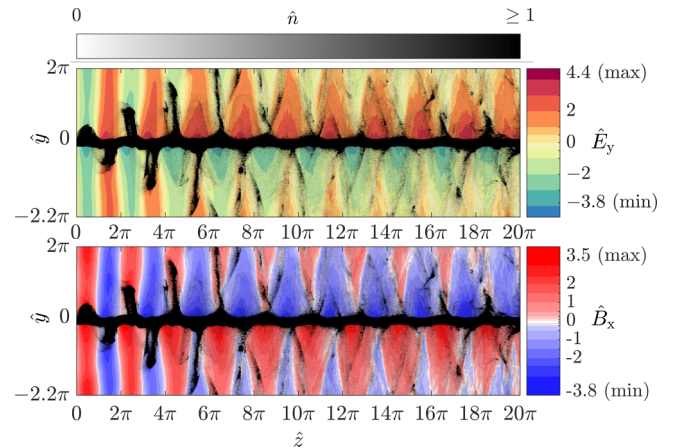 0 n̂ ≥ 1
2π
0
−2.2π
ŷ
4.4 (max)
2
0
−2
−3.8 (min)
Ê_y
0 2π 4π 6π 8π 10π 12π 14π 16π 18π 20π
2π
0
−2.2π
ŷ
3.5 (max)
2
1
0
-1
-2
-3.8 (min)
B̂_x
0 2π 4π 6π 8π 10π 12π 14π 16π 18π 20π
ẑ